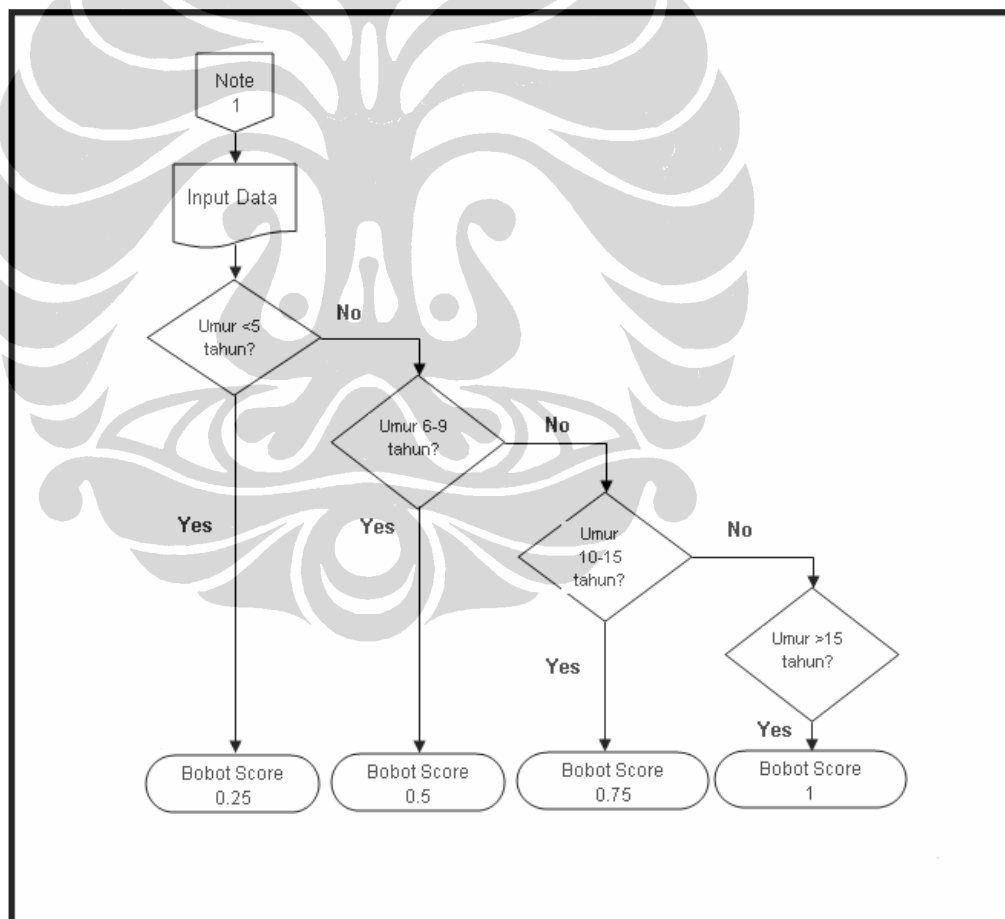 Note
1
Input Data
Umur <5
tahun?
No
Umur 6-9
tahun?
No
Yes
Yes
Umur
10-15
tahun?
No
Yes
Umur >15
tahun?
Yes
Bobot Score
0.25
Bobot Score
0.5
Bobot Score
0.75
Bobot Score
1